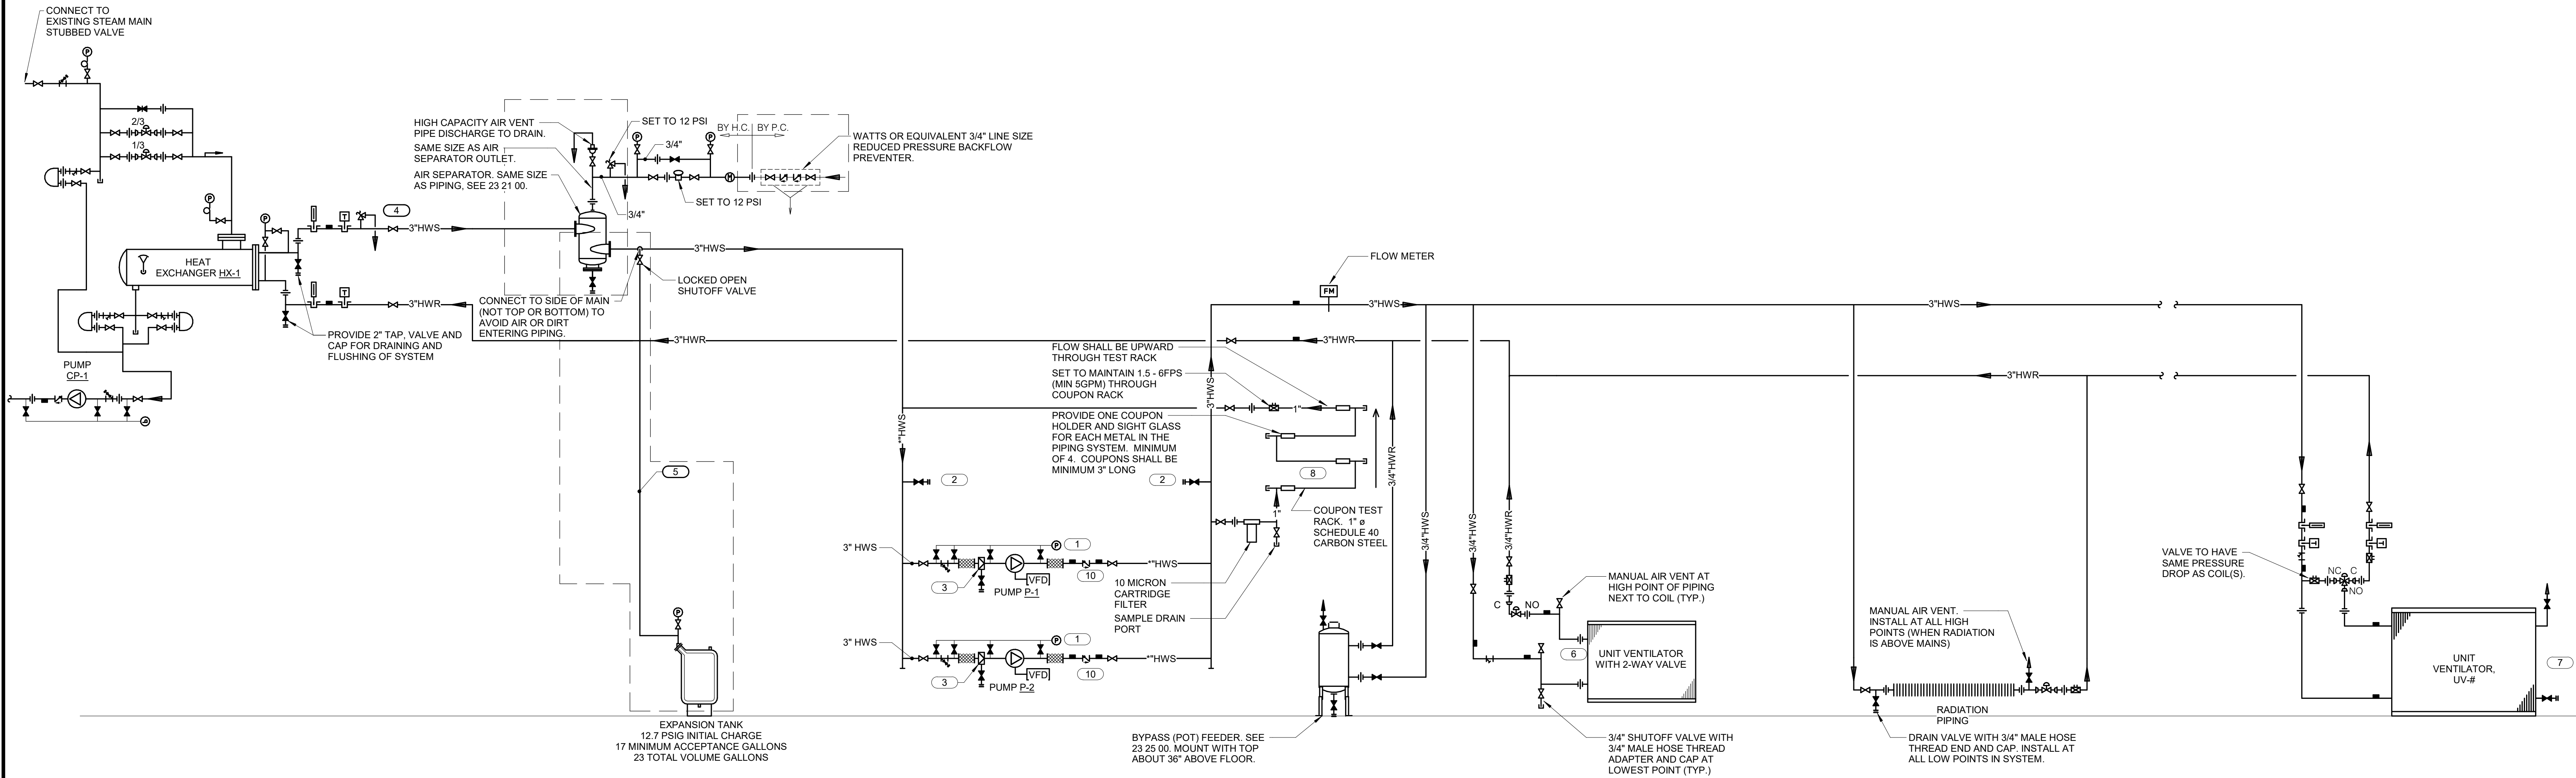 CONNECT TO
EXISTING STEAM MAIN
STUBBED VALVE
P
2/3
1/3
P
P
HEAT
EXCHANGER HX-1
T
T
4
3"HWS
3"HWR
PROVIDE 2" TAP, VALVE AND
CAP FOR DRAINING AND
FLUSHING OF SYSTEM
PUMP
CP-1
P
HIGH CAPACITY AIR VENT
PIPE DISCHARGE TO DRAIN.
SAME SIZE AS AIR
SEPARATOR OUTLET.
AIR SEPARATOR. SAME SIZE
AS PIPING, SEE 23 21 00.
SET TO 12 PSI
P
P
3/4"
BY H.C.
BY P.C.
WATTS OR EQUIVALENT 3/4" LINE SIZE
REDUCED PRESSURE BACKFLOW
PREVENTER.
M
SET TO 12 PSI
3/4"
3"HWS
LOCKED OPEN
SHUTOFF VALVE
CONNECT TO SIDE OF MAIN
(NOT TOP OR BOTTOM) TO
AVOID AIR OR DIRT
ENTERING PIPING.
3"HWR
5
P
EXPANSION TANK
12.7 PSIG INITIAL CHARGE
17 MINIMUM ACCEPTANCE GALLONS
23 TOTAL VOLUME GALLONS
*"HWS
2
2
3" HWS
P
1
3
VFD
10
PUMP P-1
*"HWS
3" HWS
P
1
3
VFD
10
PUMP P-2
*"HWS
FLOW METER
FM
3"HWS
3"HWR
3"HWS
FLOW SHALL BE UPWARD
THROUGH TEST RACK
SET TO MAINTAIN 1.5 - 6FPS
(MIN 5GPM) THROUGH
COUPON RACK
PROVIDE ONE COUPON
HOLDER AND SIGHT GLASS
FOR EACH METAL IN THE
PIPING SYSTEM. MINIMUM
OF 4. COUPONS SHALL BE
MINIMUM 3" LONG
1"
8
1"
COUPON TEST
RACK. 1" ø
SCHEDULE 40
CARBON STEEL
10 MICRON
CARTRIDGE
FILTER
SAMPLE DRAIN
PORT
3/4"HWR
3/4"HWS
BYPASS (POT) FEEDER. SEE
23 25 00. MOUNT WITH TOP
ABOUT 36" ABOVE FLOOR.
3/4"HWS
3/4"HWR
C
NO
MANUAL AIR VENT AT
HIGH POINT OF PIPING
NEXT TO COIL (TYP.)
6
UNIT VENTILATOR
WITH 2-WAY VALVE
3/4" SHUTOFF VALVE WITH
3/4" MALE HOSE THREAD
ADAPTER AND CAP AT
LOWEST POINT (TYP.)
3"HWS
3"HWR
MANUAL AIR VENT.
INSTALL AT ALL HIGH
POINTS (WHEN RADIATION
IS ABOVE MAINS)
RADIATION
PIPING
DRAIN VALVE WITH 3/4" MALE HOSE
THREAD END AND CAP. INSTALL AT
ALL LOW POINTS IN SYSTEM.
VALVE TO HAVE
SAME PRESSURE
DROP AS COIL(S).
T
T
NC
C
NO
UNIT
VENTILATOR,
UV-#
7